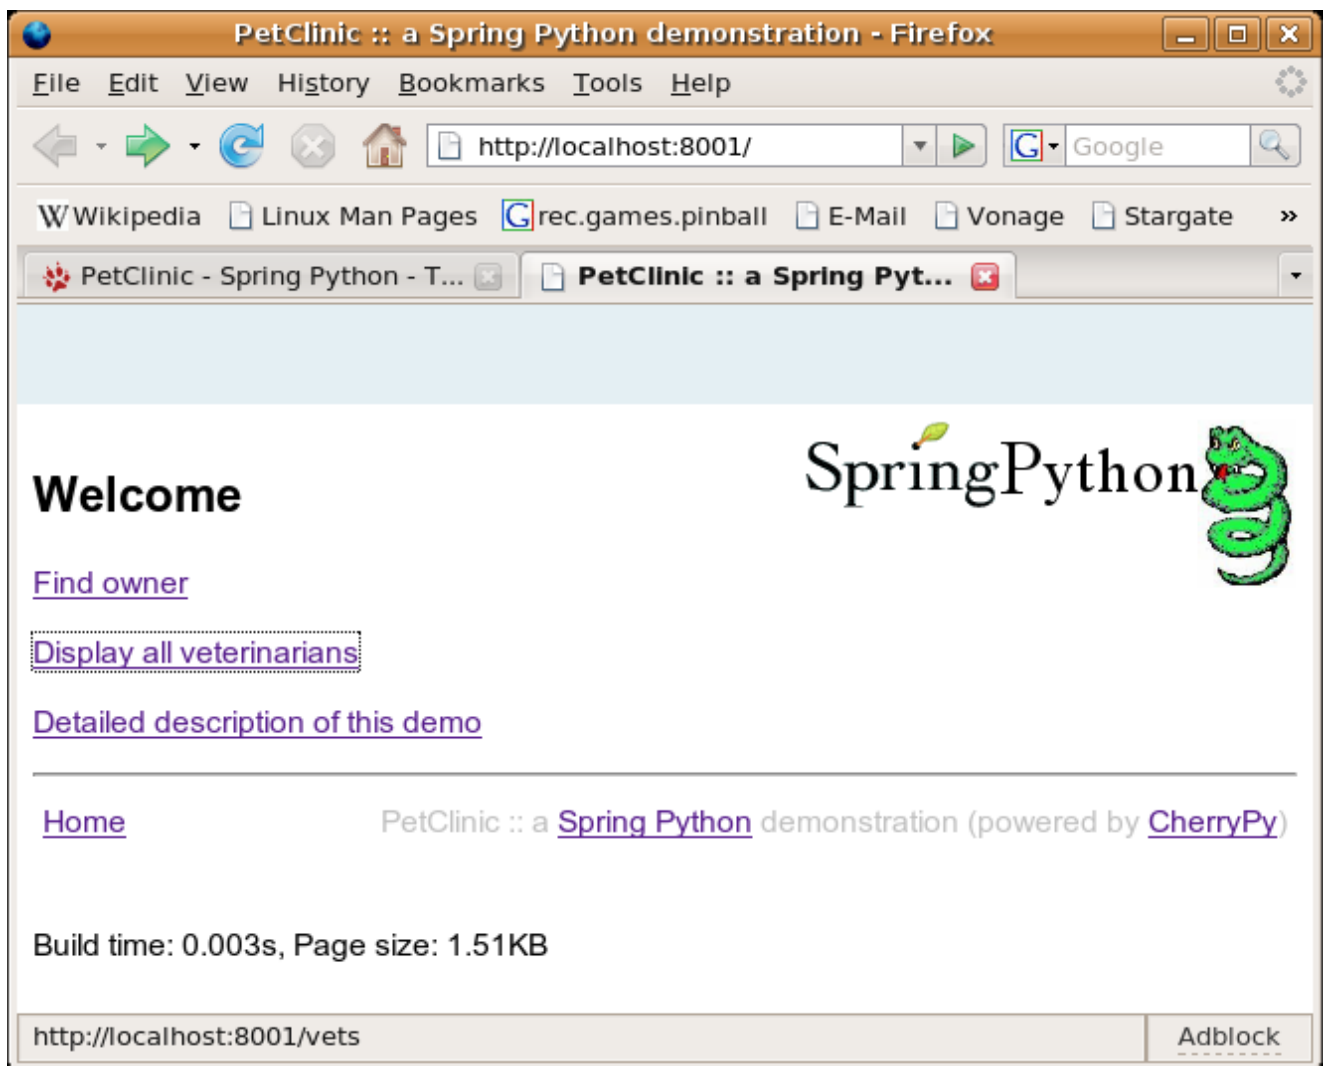 PetClinic :: a Spring Python demonstration - Firefox
File Edit View History Bookmarks Tools Help
http://localhost:8001/ G Google
W Wikipedia Linux Man Pages G rec.games.pinball E-Mail Vonage Stargate »
PetClinic - Spring Python - T... PetClinic :: a Spring Pyt...
SpringPython
Welcome
Find owner
Display all veterinarians
Detailed description of this demo
Home PetClinic :: a Spring Python demonstration (powered by CherryPy)
Build time: 0.003s, Page size: 1.51KB
http://localhost:8001/vets Adblock